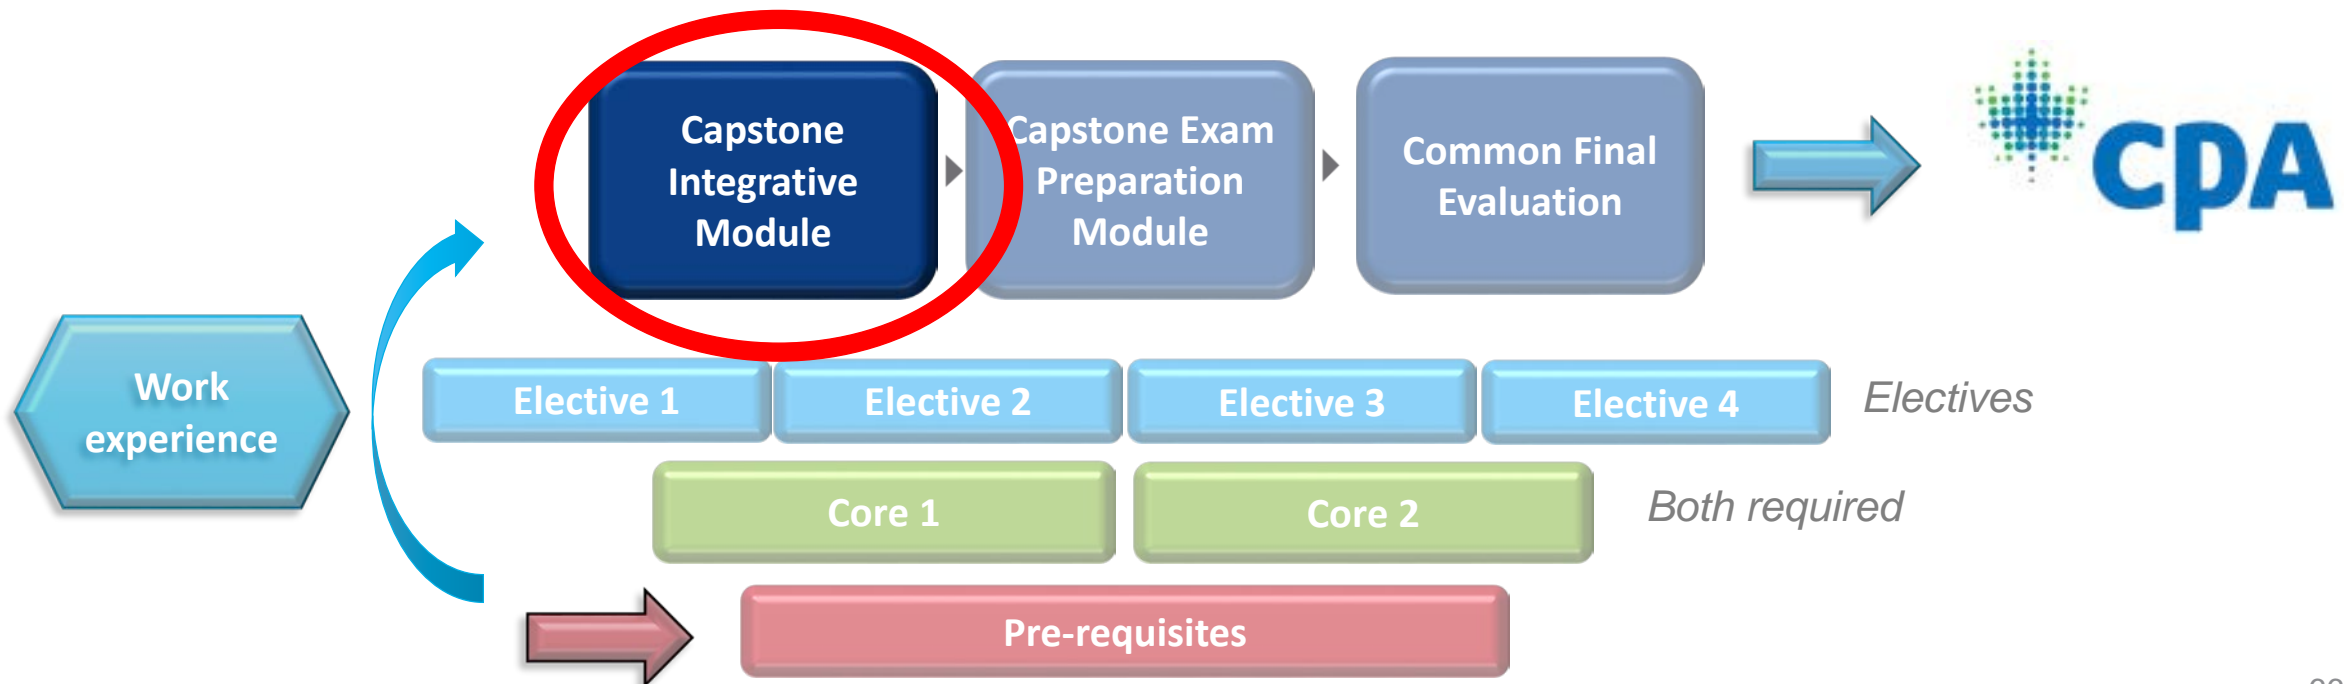 Capstone
Integrative
Module
Capstone Exam
Preparation
Module
Common Final
Evaluation
CPA
Work
experience
Elective 1
Elective 2
Elective 3
Elective 4
Electives
Core 1
Core 2
Both required
Pre-requisites